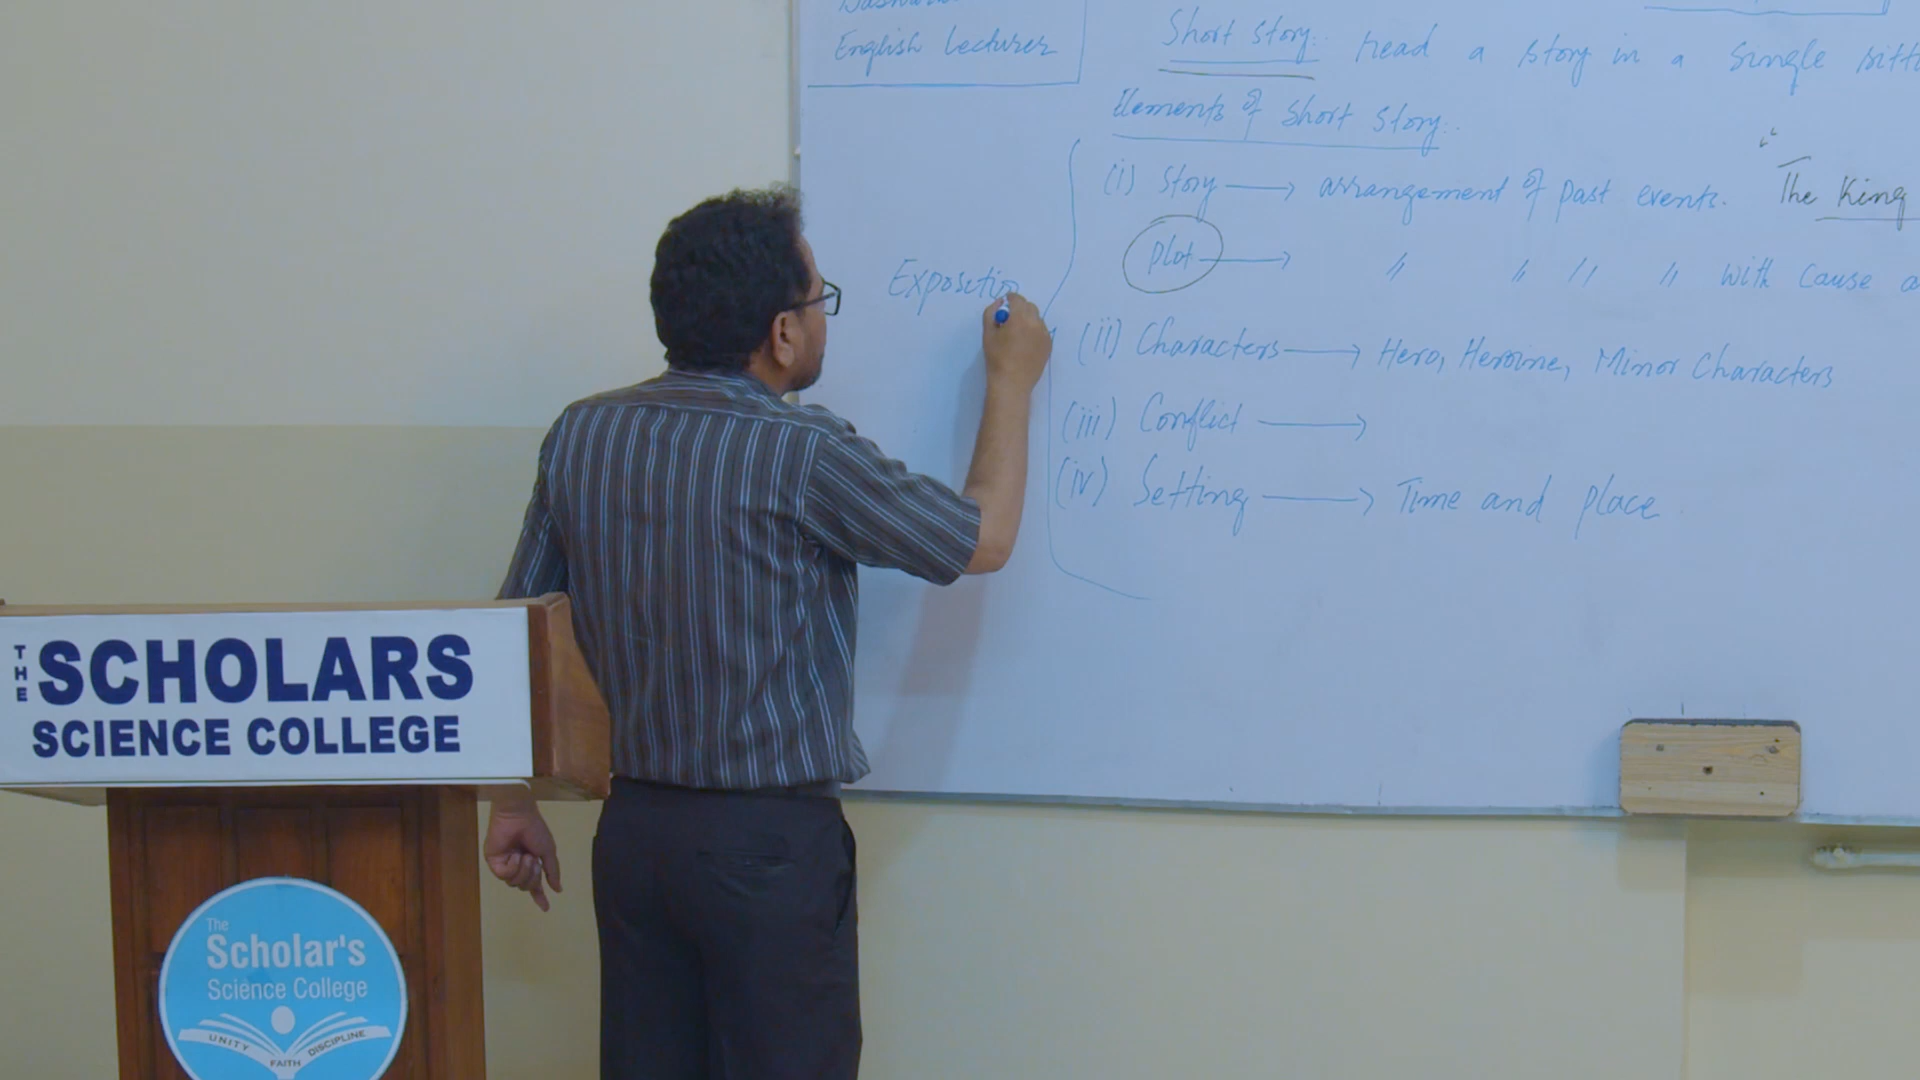 English Lecturer
Short story: read a story in a single
Elements of Short Story:
(i) Story → arrangement of past events. "The King
Plot → " " " " with cause
Expositio
(ii) Characters → Hero, Heroine, Minor Characters
(iii) Conflict →
(iv) Setting → Time and place.
THE SCHOLARS
SCIENCE COLLEGE
The
Scholar's
Science College
UNITY FAITH DISCIPLINE